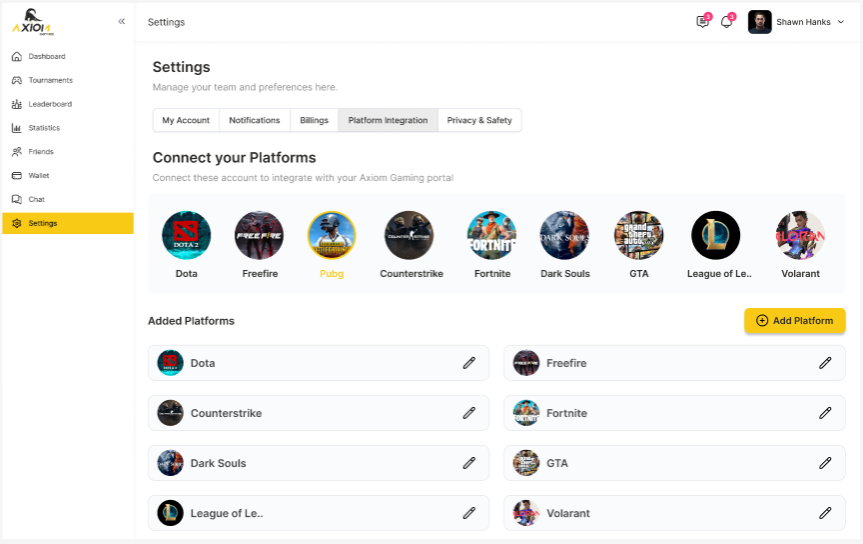 AXIOM
Settings
3
3
Shawn Hanks
Dashboard
Tournaments
Leaderboard
Statistics
Friends
Wallet
Chat
Settings
Settings
Manage your team and preferences here.
My Account Notifications Billings Platform Integration Privacy & Safety
Connect your Platforms
Connect these account to integrate with your Axiom Gaming portal
DOTA 2
FREE FIRE
FORTNITE
DARK SOULS
grand
theft
auto
L
Dota Freefire Pubg Counterstrike Fortnite Dark Souls GTA League of Le.. Volarant
Added Platforms
Add Platform
Dota Freefire
Counterstrike Fortnite
Dark Souls GTA
League of Le.. Volarant